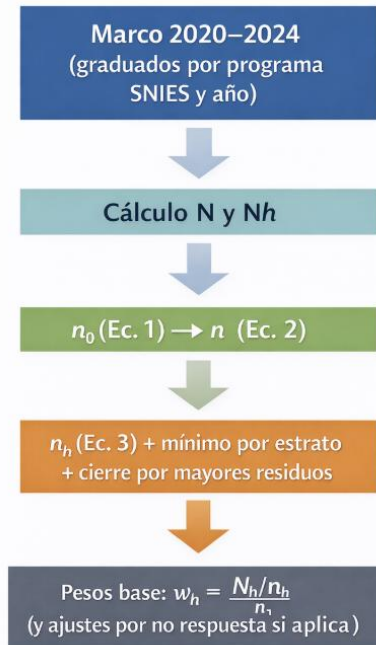 Marco 2020–2024
(graduados por programa
SNIES y año)
Cálculo N y Nh
n₀ (Ec. 1) → n (Ec. 2)
nₕ (Ec. 3) + mínimo por estrato
+ cierre por mayores residuos
Pesos base: wₕ = Nₕ/nₕ
(y ajustes por no respuesta si aplica)